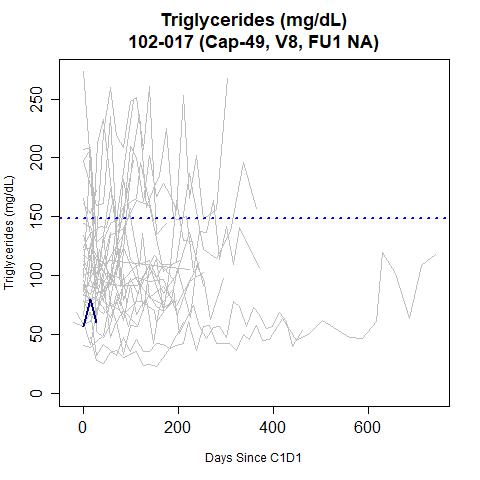 Triglycerides (mg/dL)
102-017 (Cap-49, V8, FU1 NA)
Triglycerides (mg/dL)
250
200
150
100
50
0
0
200
400
600
Days Since C1D1